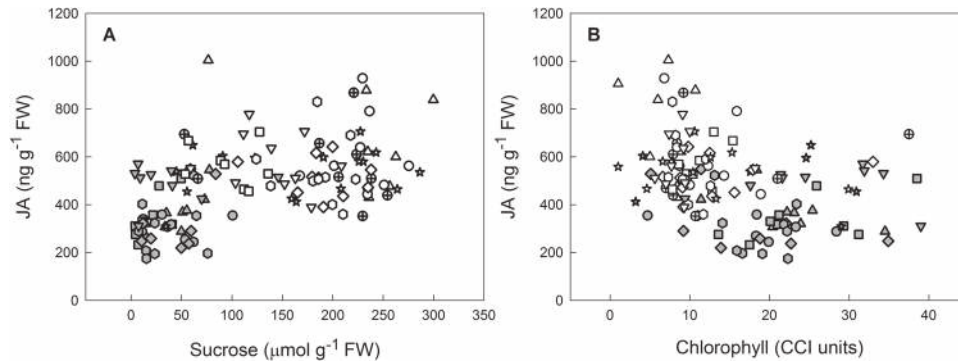 A
JA (ng g⁻¹ FW)
1200
1000
800
600
400
200
0
0 50 100 150 200 250 300 350
Sucrose (μmol g⁻¹ FW)
B
JA (ng g⁻¹ FW)
1200
1000
800
600
400
200
0
0 10 20 30 40
Chlorophyll (CCI units)